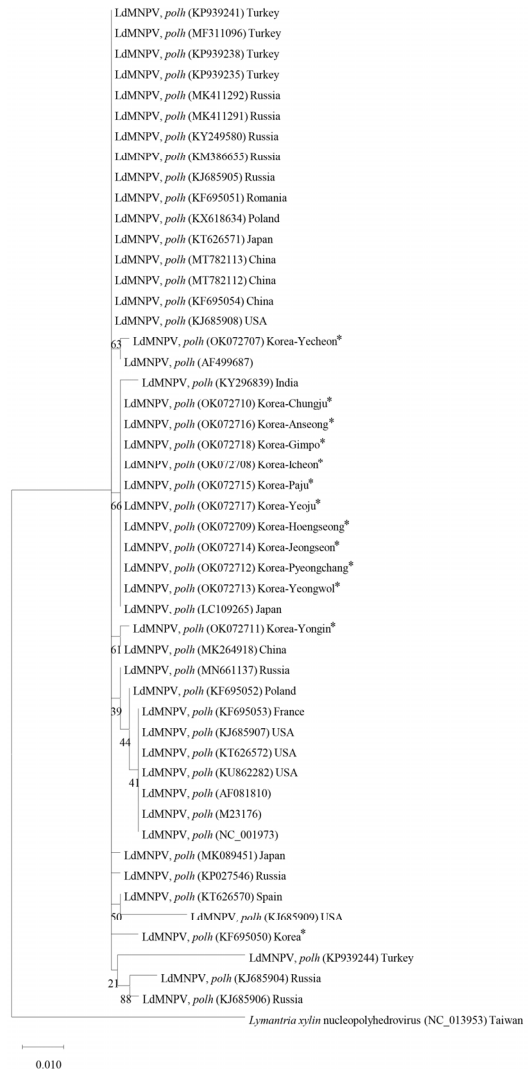 LdMNPV, polh (KP939241) Turkey
LdMNPV, polh (MF311096) Turkey
LdMNPV, polh (KP939238) Turkey
LdMNPV, polh (KP939235) Turkey
LdMNPV, polh (MK411292) Russia
LdMNPV, polh (MK411291) Russia
LdMNPV, polh (KY249580) Russia
LdMNPV, polh (KM386655) Russia
LdMNPV, polh (KJ685905) Russia
LdMNPV, polh (KF695051) Romania
LdMNPV, polh (KX618634) Poland
LdMNPV, polh (KT626571) Japan
LdMNPV, polh (MT782113) China
LdMNPV, polh (MT782112) China
LdMNPV, polh (KF695054) China
LdMNPV, polh (KJ685908) USA
63 LdMNPV, polh (OK072707) Korea-Yecheon*
LdMNPV, polh (AF499687)
LdMNPV, polh (KY296839) India
LdMNPV, polh (OK072710) Korea-Chungju*
LdMNPV, polh (OK072716) Korea-Anseong*
LdMNPV, polh (OK072718) Korea-Gimpo*
LdMNPV, polh (OK072708) Korea-Icheon*
LdMNPV, polh (OK072715) Korea-Paju*
66 LdMNPV, polh (OK072717) Korea-Yeoju*
LdMNPV, polh (OK072709) Korea-Hoengseong*
LdMNPV, polh (OK072714) Korea-Jeongseon*
LdMNPV, polh (OK072712) Korea-Pyeongchang*
LdMNPV, polh (OK072713) Korea-Yeongwol*
LdMNPV, polh (LC109265) Japan
LdMNPV, polh (OK072711) Korea-Yongin*
61 LdMNPV, polh (MK264918) China
LdMNPV, polh (MN661137) Russia
LdMNPV, polh (KF695052) Poland
39 LdMNPV, polh (KF695053) France
LdMNPV, polh (KJ685907) USA
44 LdMNPV, polh (KT626572) USA
LdMNPV, polh (KU862282) USA
41 LdMNPV, polh (AF081810)
LdMNPV, polh (M23176)
LdMNPV, polh (NC_001973)
LdMNPV, polh (MK089451) Japan
LdMNPV, polh (KP027546) Russia
LdMNPV, polh (KT626570) Spain
50 LdMNPV, polh (KJ685909) USA
LdMNPV, polh (KF695050) Korea*
LdMNPV, polh (KP939244) Turkey
21 LdMNPV, polh (KJ685904) Russia
88 LdMNPV, polh (KJ685906) Russia
Lymantria xylin nucleopolyhedrovirus (NC_013953) Taiwan
0.010